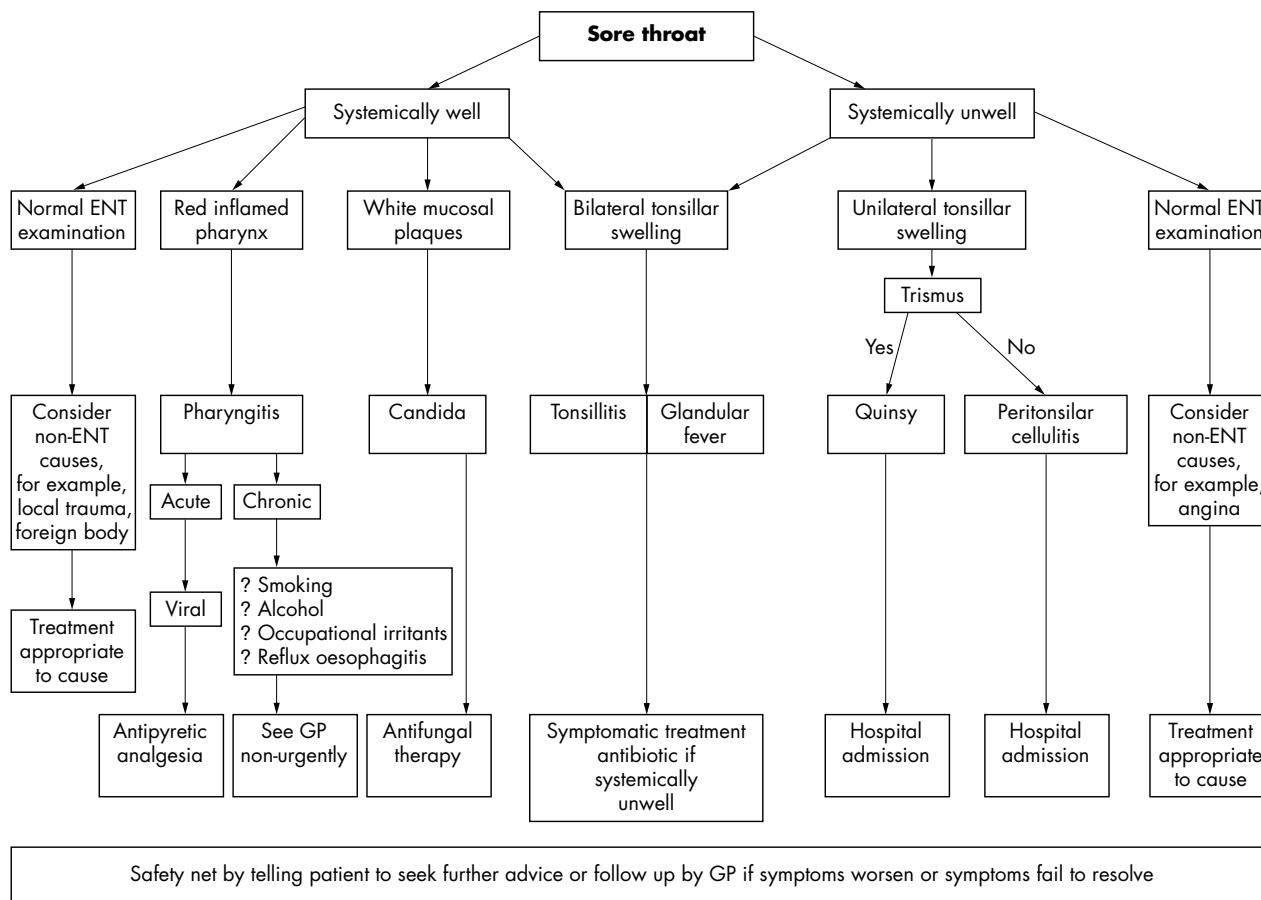 Sore throat
Systemically well
Systemically unwell
Normal ENT
examination
Red inflamed
pharynx
White mucosal
plaques
Bilateral tonsillar
swelling
Unilateral tonsillar
swelling
Normal ENT
examination
Trismus
Yes
No
Consider
non-ENT
causes,
for example,
local trauma,
foreign body
Pharyngitis
Candida
Tonsillitis
Glandular
fever
Quinsy
Peritonsilar
cellulitis
Consider
non-ENT
causes,
for example,
angina
Acute
Chronic
Viral
? Smoking
? Alcohol
? Occupational irritants
? Reflux oesophagitis
Treatment
appropriate
to cause
Antipyretic
analgesia
See GP
non-urgently
Antifungal
therapy
Symptomatic treatment
antibiotic if
systemically
unwell
Hospital
admission
Hospital
admission
Treatment
appropriate
to cause
Safety net by telling patient to seek further advice or follow up by GP if symptoms worsen or symptoms fail to resolve